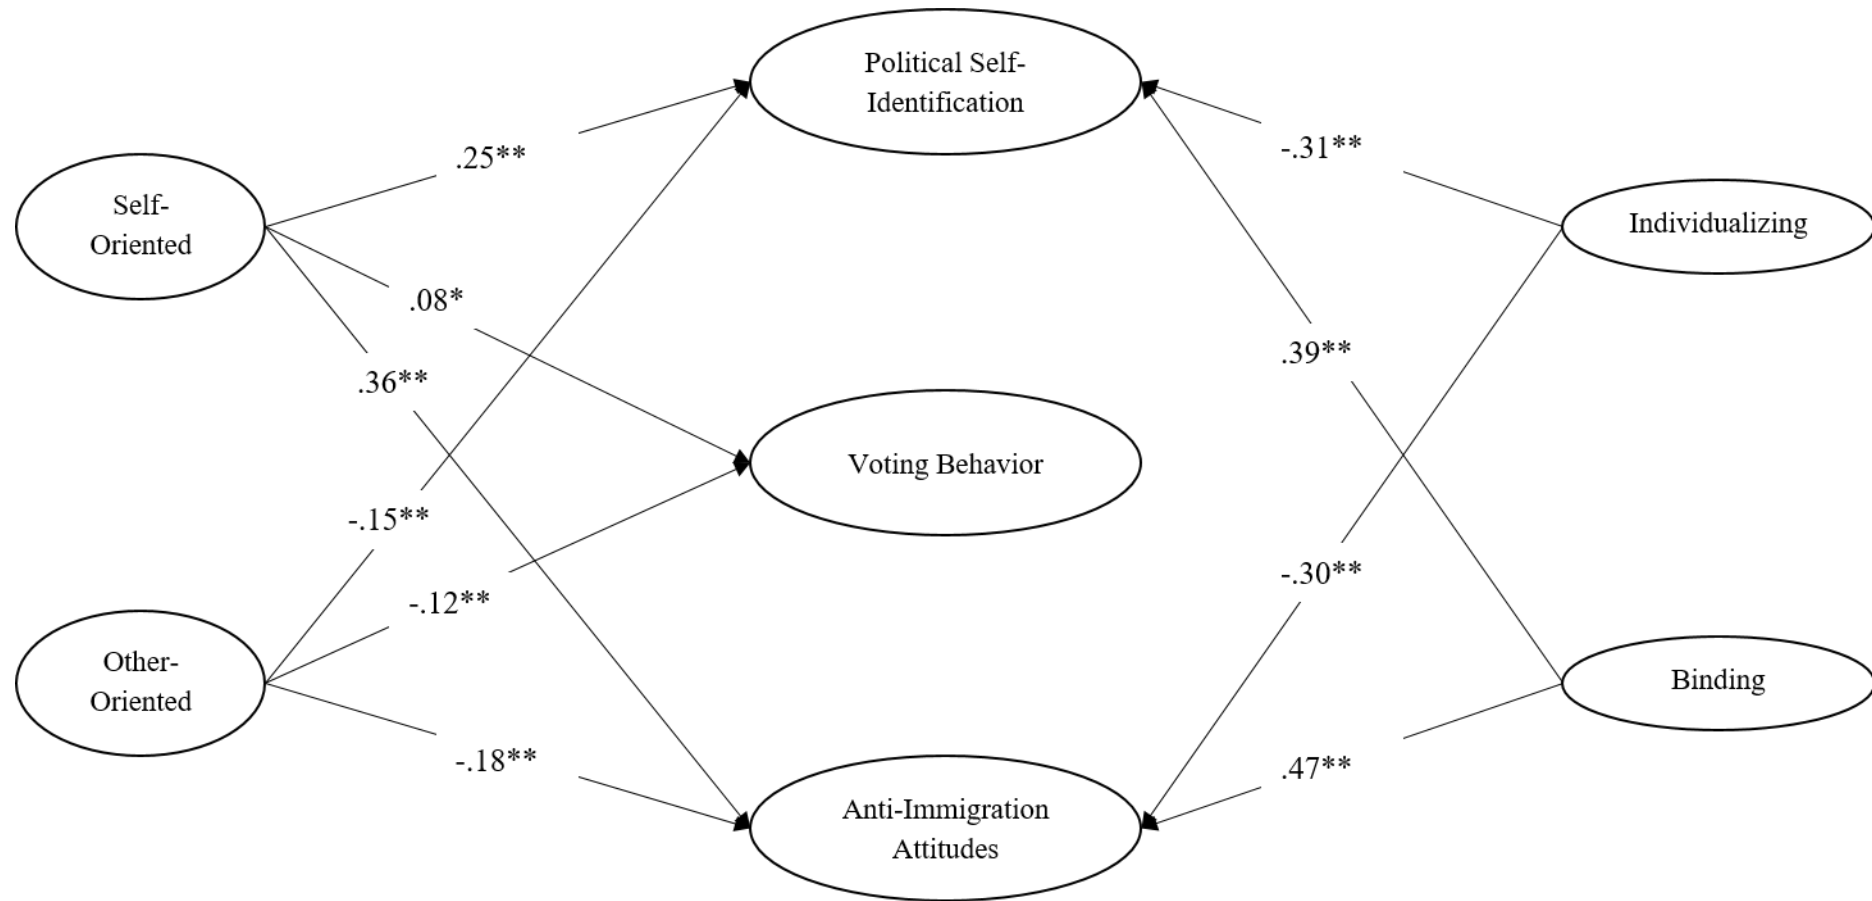 Political Self-
Identification
.25**
-.31**
Self-
Oriented
Individualizing
.08*
.39**
.36**
Voting Behavior
-.15**
-.30**
-.12**
Other-
Oriented
Binding
-.18**
.47**
Anti-Immigration
Attitudes